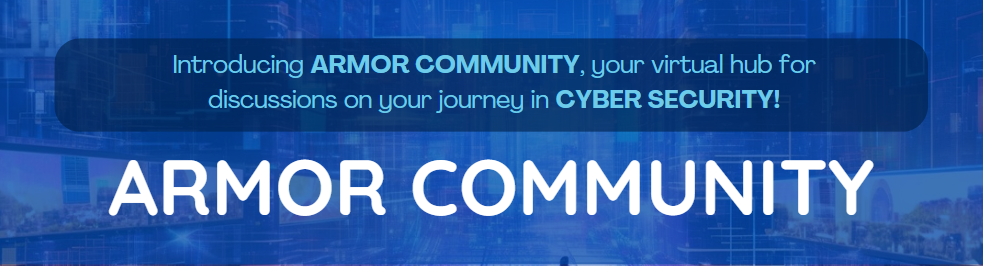 Introducing ARMOR COMMUNITY, your virtual hub for
discussions on your journey in CYBER SECURITY!
ARMOR COMMUNITY